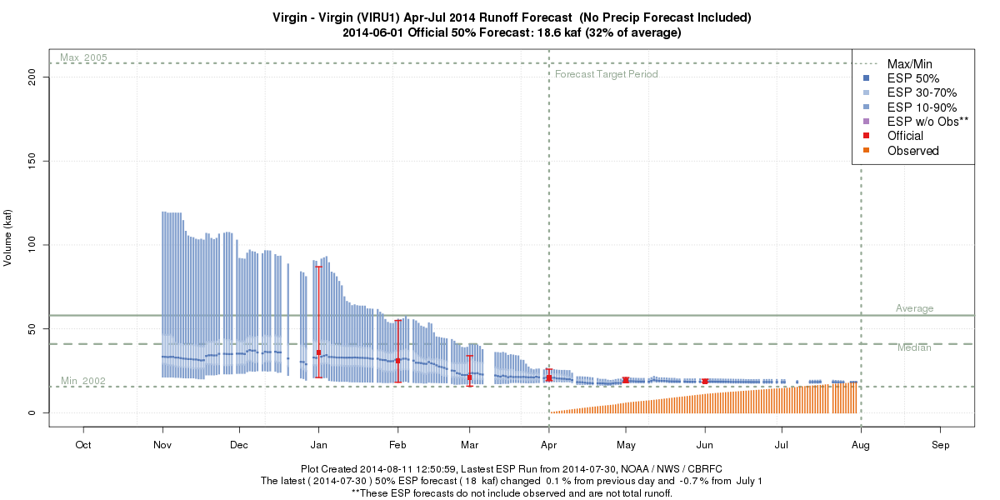 Virgin - Virgin (VIRU1) Apr-Jul 2014 Runoff Forecast (No Precip Forecast Included)
2014-06-01 Official 50% Forecast: 18.6 kaf (32% of average)
Max 2005
Forecast Target Period
Max/Min
ESP 50%
ESP 30-70%
ESP 10-90%
ESP w/o Obs**
Official
Observed
Volume (kaf)
200
150
100
50
0
Average
Median
Min 2002
Oct Nov Dec Jan Feb Mar Apr May Jun Jul Aug Sep
Plot Created 2014-08-11 12:50:59, Lastest ESP Run from 2014-07-30, NOAA / NWS / CBRFC
The latest ( 2014-07-30 ) 50% ESP forecast ( 18 kaf) changed 0.1 % from previous day and -0.7 % from July 1
**These ESP forecasts do not include observed and are not total runoff.